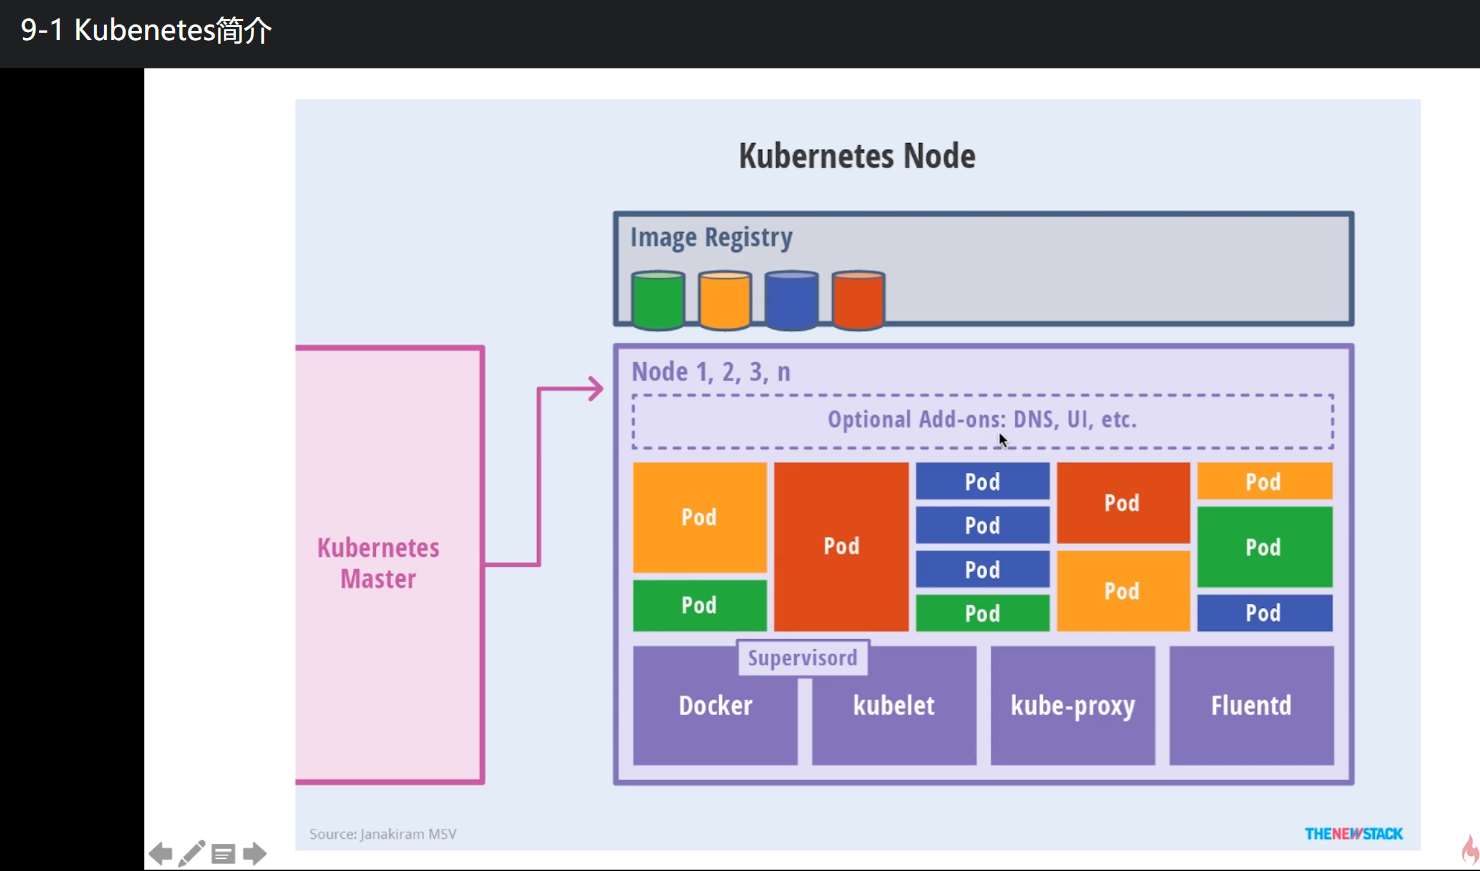 9-1 Kubenetes简介
Kubernetes Node
Image Registry
Node 1, 2, 3, n
Optional Add-ons: DNS, UI, etc.
Kubernetes
Master
Pod
Pod
Pod
Pod
Pod
Pod
Pod
Pod
Pod
Pod
Pod
Pod
Supervisord
Docker
kubelet
kube-proxy
Fluentd
Source: Janakiram MSV
THENEWSTACK